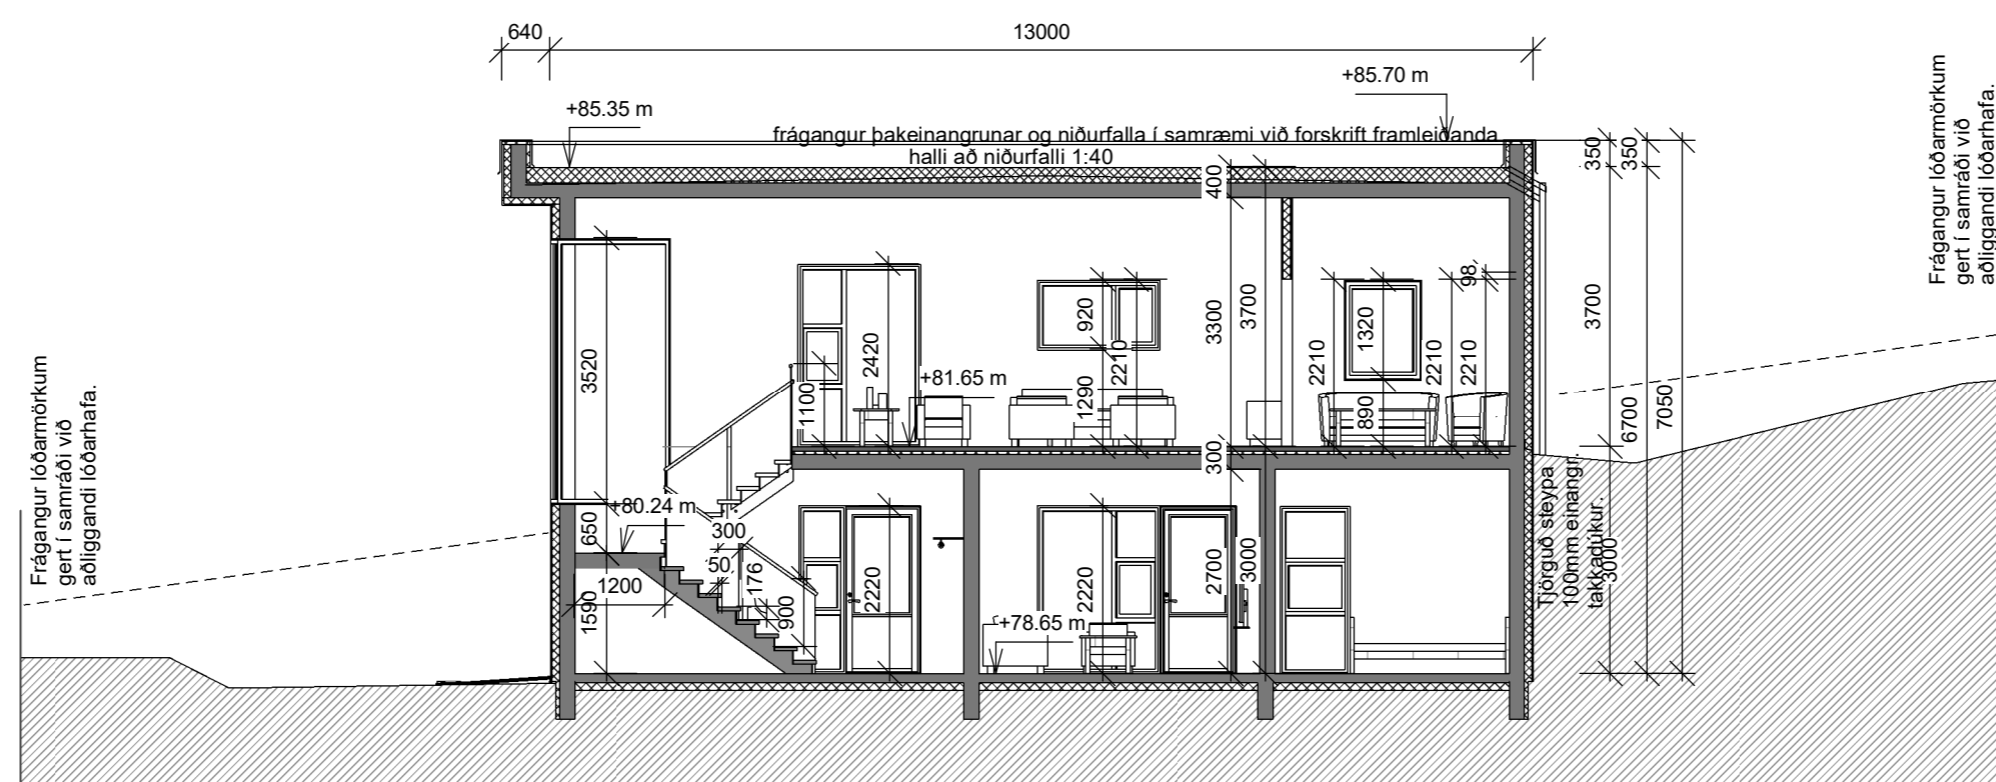 640
13000
+85.35 m
+85.70 m
frágangur þakeinangrunar og niðurfalla í samræmi við forskrift framleiðanda
halli að niðurfalli 1:40
400
350
350
3520
1100
2420
+81.65 m
920
2210
1290
3300
3700
2210
1320
890
2210
2210
98
3700
6700
7050
300
3000
+80.24 m
650
1590
1200
300
50
176
900
2220
+78.65 m
2220
2700
3000
Frágangur lóðarmörkum
gert í samráði við
aðliggandi lóðarhafa.
Frágangur lóðarmörkum
gert í samráði við
aðliggandi lóðarhafa.
Tjörguð steypa
100mm einangr.
takkadúkur.